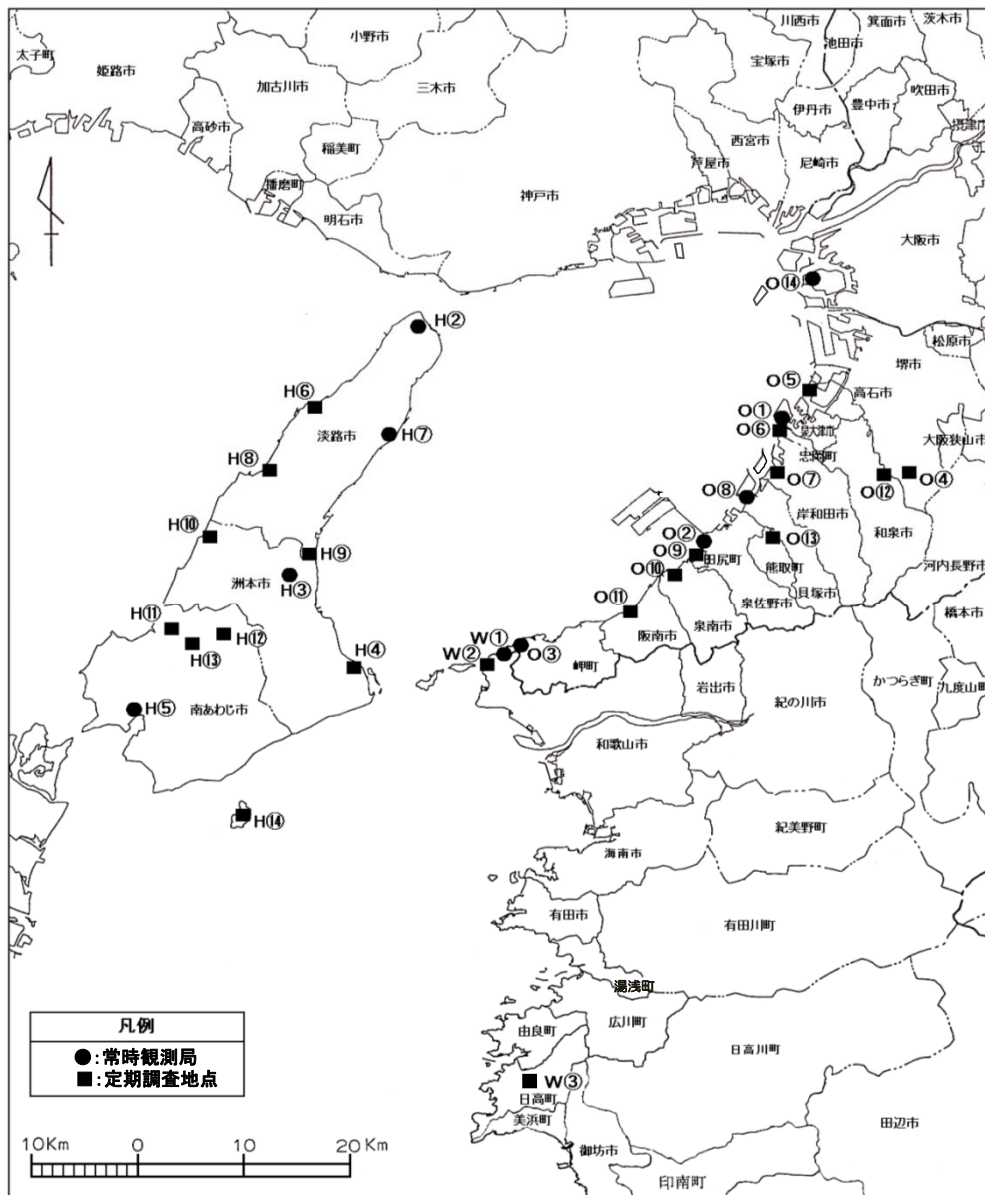 川西市
箕面市
茨木市
小野市
池田市
太子町
姫路市
加古川市
三木市
宝塚市
伊丹市
豊中市
吹田市
高砂市
稲美町
西宮市
摂津市
芦屋市
尼崎市
播磨町
明石市
神戸市
大阪市
O⑭
H②
松原市
堺市
O⑤
高石市
H⑥
O①
淡路市
H⑦
O⑥
泉大津市
大阪狭山市
忠岡町
H⑧
O⑦
O⑫
O④
O⑧
岸和田市
H⑩
O②
O⑬
和泉市
H⑨
O⑨
田尻町
熊取町
河内長野市
洲本市
H③
O⑩
貝塚市
泉佐野市
O⑪
橋本市
H⑪
H⑫
泉南市
H⑬
W①
阪南市
W②
O③
H④
岬町
かつらぎ町
岩出市
九度山町
H⑤
南あわじ市
紀の川市
和歌山市
H⑭
紀美野町
海南市
有田市
有田川町
湯浅町
凡例
広川町
由良町
日高川町
●:常時観測局
■:定期調査地点
W③
日高町
美浜町
田辺市
御坊市
10Km 0 10 20Km
印南町